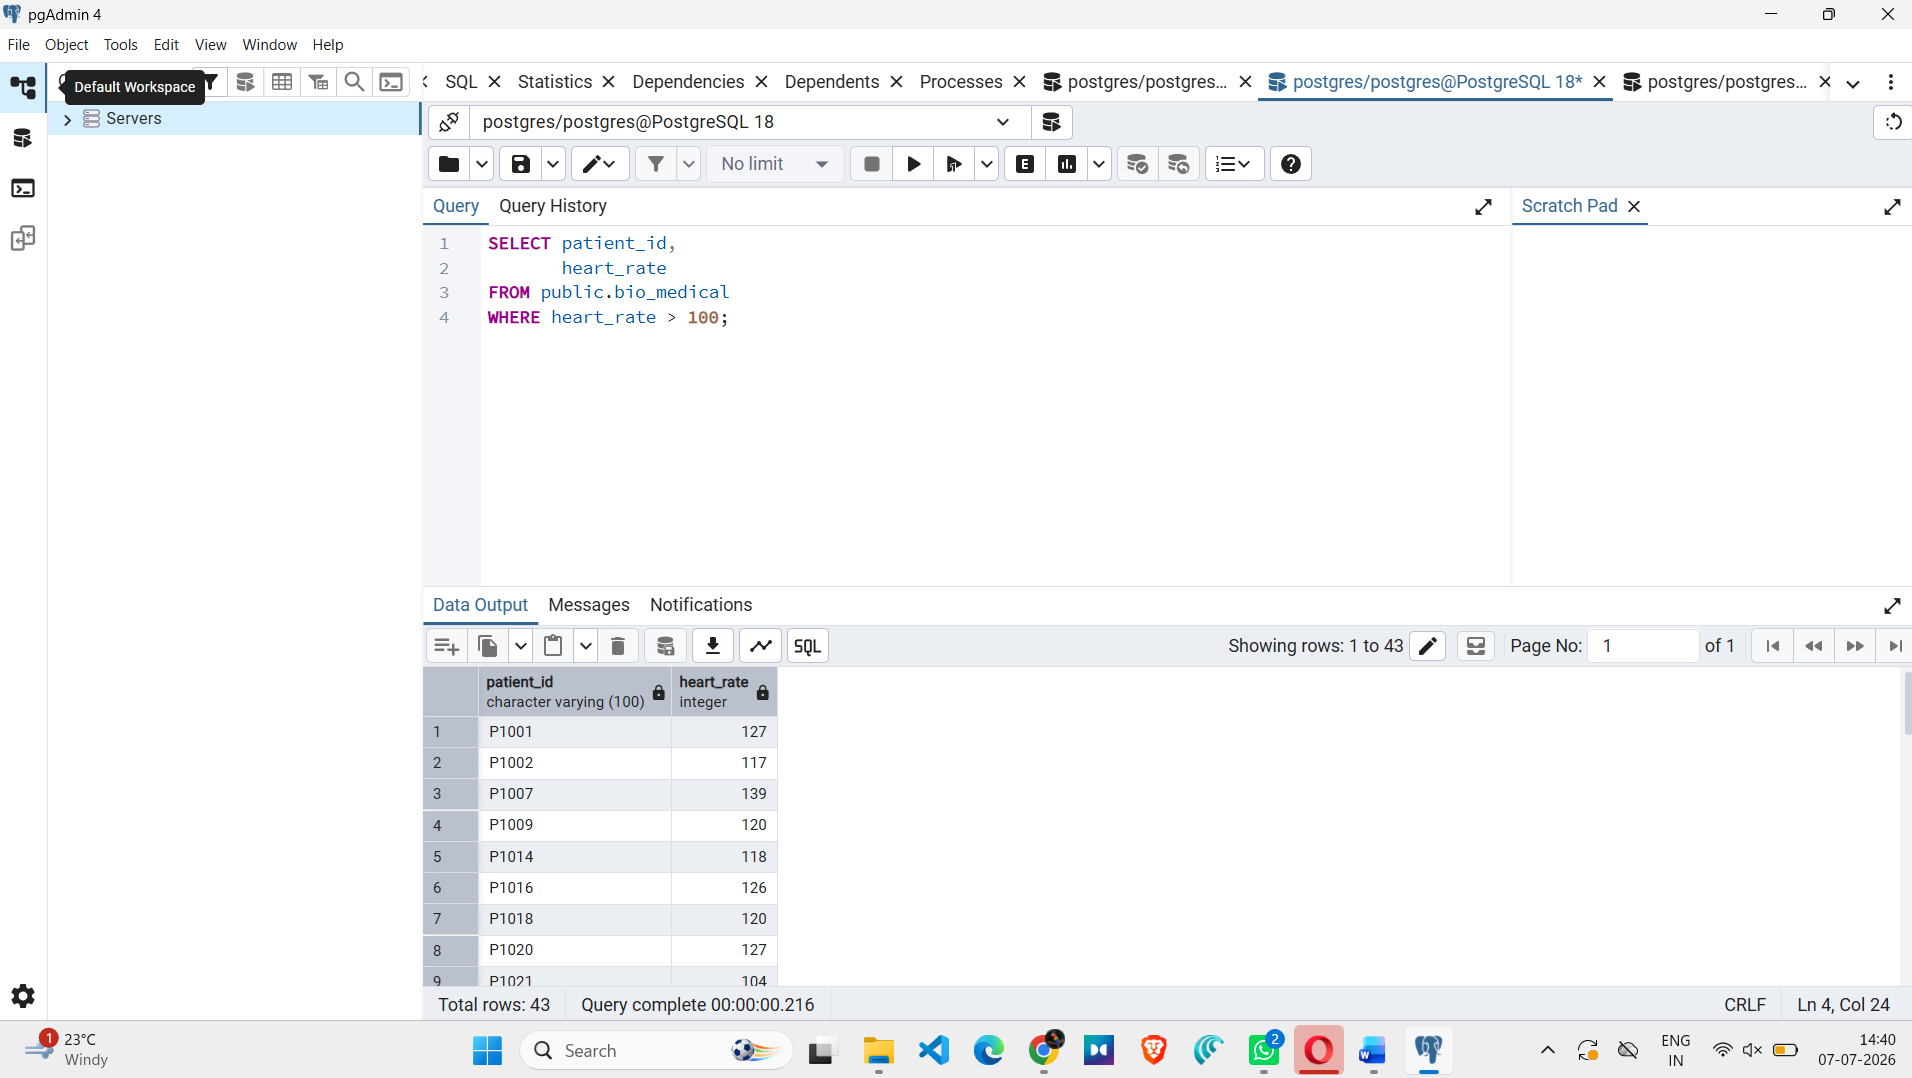 pgAdmin 4
File Object Tools Edit View Window Help
Default Workspace
SQL Statistics Dependencies Dependents Processes postgres/postgres... postgres/postgres@PostgreSQL 18* postgres/postgres...
Servers
postgres/postgres@PostgreSQL 18
No limit
E
Query Query History
Scratch Pad
1 SELECT patient_id,
2 heart_rate
3 FROM public.bio_medical
4 WHERE heart_rate > 100;
Data Output Messages Notifications
SQL
Showing rows: 1 to 43
Page No: 1 of 1
patient_id heart_rate
character varying (100) integer
1 P1001 127
2 P1002 117
3 P1007 139
4 P1009 120
5 P1014 118
6 P1016 126
7 P1018 120
8 P1020 127
9 P1021 104
Total rows: 43 Query complete 00:00:00.216
CRLF Ln 4, Col 24
1
23°C
Windy
Search
2
W
ENG
IN
14:40
07-07-2026